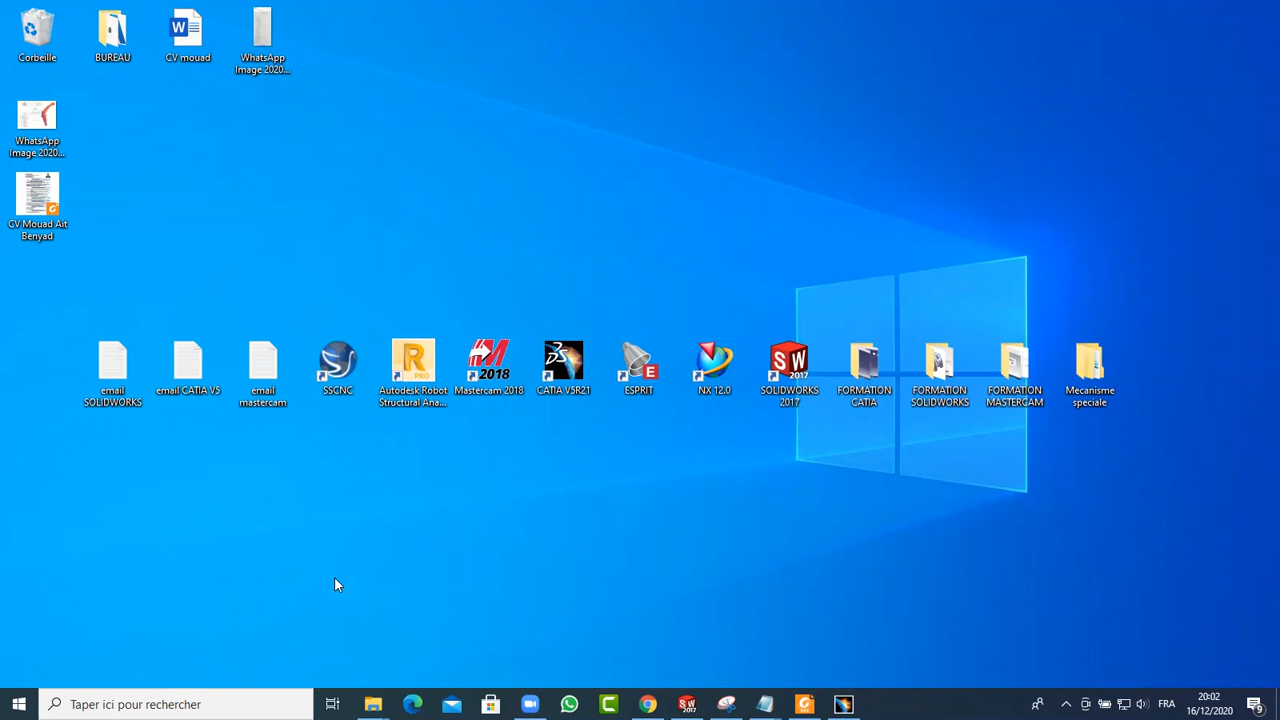 Corbeille
BUREAU
CV mouad
WhatsApp
Image 2020...
WhatsApp
Image 2020...
CV Mouad Ait
Benyad
email
SOLIDWORKS
email CATIA V5
email
mastercam
SSCNC
Autodesk Robot
Structural Ana...
Mastercam 2018
CATIA V5R21
ESPRIT
NX 12.0
SOLIDWORKS
2017
FORMATION
CATIA
FORMATION
SOLIDWORKS
FORMATION
MASTERCAM
Mecanisme
speciale
Taper ici pour rechercher
FRA
20:02
16/12/2020